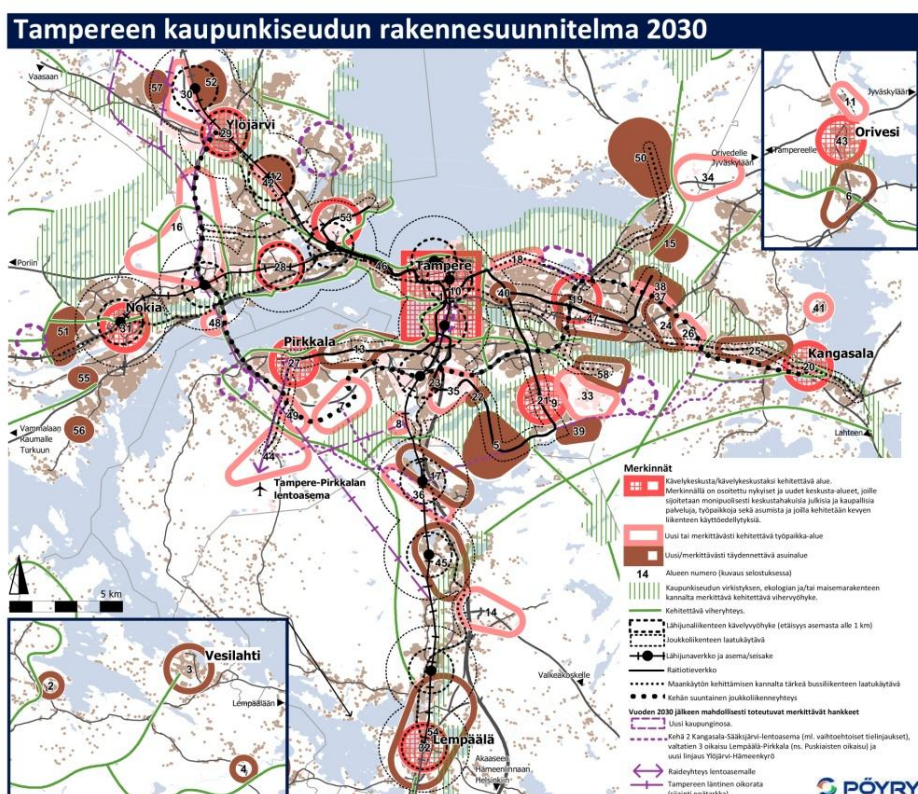 Tampereen kaupunkiseudun rakennesuunnitelma 2030
Vaasaan
57
30
52
29
Ylöjärvi
42
12
53
50
Orivedelle
Jyväskylään
34
11
Jyväskylään
Tampereelle
43
Orivesi
6
16
15
Poriin
28
46
Tampere
10
18
40
19
47
38
37
24
26
41
25
Kangasala
20
Nokia
51
31
48
Pirkkala
27
13
55
56
Vammalaan
Raumalle
Turkuun
49
7
23
35
22
8
21
9
58
33
39
5
Lahteen
44
Tampere-Pirkkalan
lentoasema
17
36
45
14
Valkeakoskelle
54
32
Lempäälä
Akaaseen
Hämeenlinnaan
Helsinkiin
5 km
Vesilahti
2
3
4
Lempäälään
Merkinnät
Kävelykeskusta/kävelykeskustaksi kehitettävä alue.
Merkinnällä on osoitettu nykyiset ja uudet keskusta-alueet, joille
sijoitetaan monipuolisesti keskustahakuisia julkisia ja kaupallisia
palveluja, työpaikkoja sekä asumista ja joilla kehitetään kevyen
liikenteen käyttöedellytyksiä.
Uusi tai merkittävästi kehitettävä työpaikka-alue
Uusi/merkittävästi täydennettävä asuinalue
14 Alueen numero (kuvaus selostuksessa)
Kaupunkiseudun virkistyksen, ekologian ja/tai maisemarakenteen
kannalta merkittävä kehitettävä vihervyöhyke.
Kehitettävä viheryhteys.
Lähijunaliikenteen kävelyvyöhyke (etäisyys asemasta alle 1 km)
Joukkoliikenteen laatukäytävä
Lähijunaverkko ja asema/seisake
Raitiotieverkko
Maankäytön kehittämisen kannalta tärkeä bussiliikenteen laatukäytävä
Kehän suuntainen joukkoliikenneyhteys
Vuoden 2030 jälkeen mahdollisesti toteutuvat merkittävät hankkeet
Uusi kaupunginosa.
Kehä 2 Kangasala-Sääksjärvi-lentoasema (ml. vaihtoehtoiset tielinjaukset),
valtatien 3 oikaisu Lempäälä-Pirkkala (ns. Puskiaisten oikaisu) ja
uusi linjaus Ylöjärvi-Hämeenkyrö
Raideyhteys lentoasemalle
Tampereen läntinen oikorata
PÖYRY